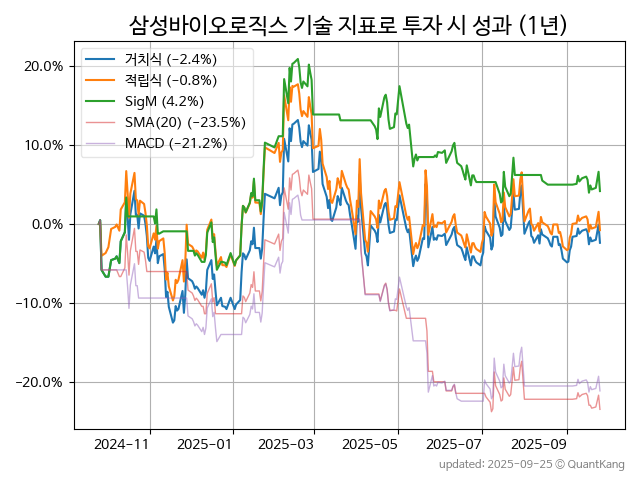 삼성바이오로직스 기술 지표로 투자 시 성과 (1년)
거치식 (−2.4%)
적립식 (−0.8%)
SigM (4.2%)
SMA(20) (−23.5%)
MACD (−21.2%)
20.0%
10.0%
0.0%
−10.0%
−20.0%
2024-11 2025-01 2025-03 2025-05 2025-07 2025-09
updated: 2025-09-25 © QuantKang